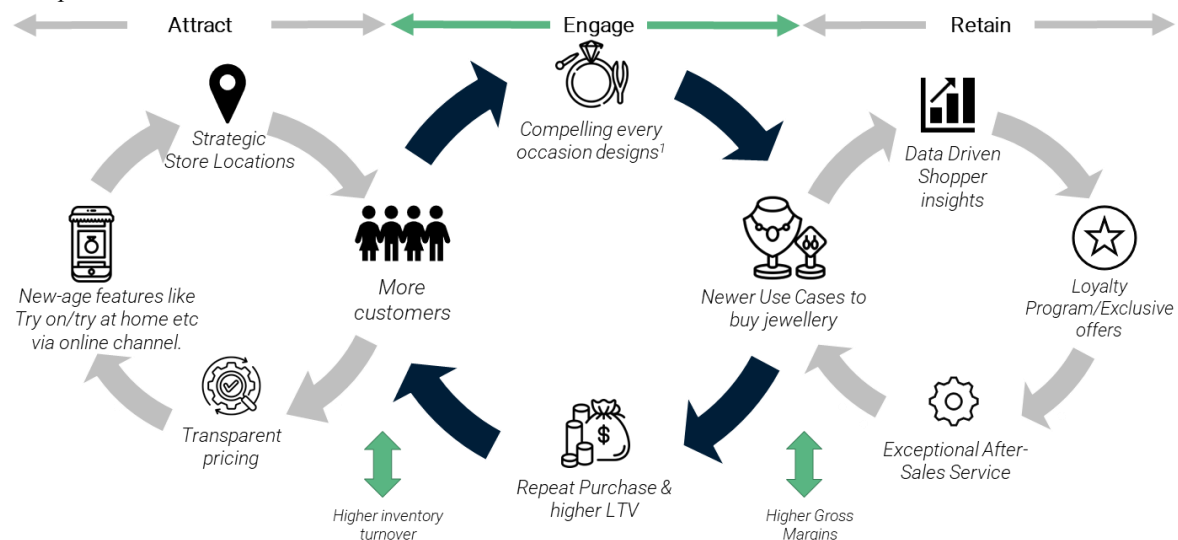 Attract
Engage
Retain
Strategic
Store Locations
Compelling every
occasion designs¹
Data Driven
Shopper
insights
New-age features like
Try on/try at home etc
via online channel.
More
customers
Newer Use Cases to
buy jewellery
Loyalty
Program/Exclusive
offers
Transparent
pricing
$
Repeat Purchase &
higher LTV
Exceptional After-
Sales Service
Higher inventory
turnover
Higher Gross
Margins